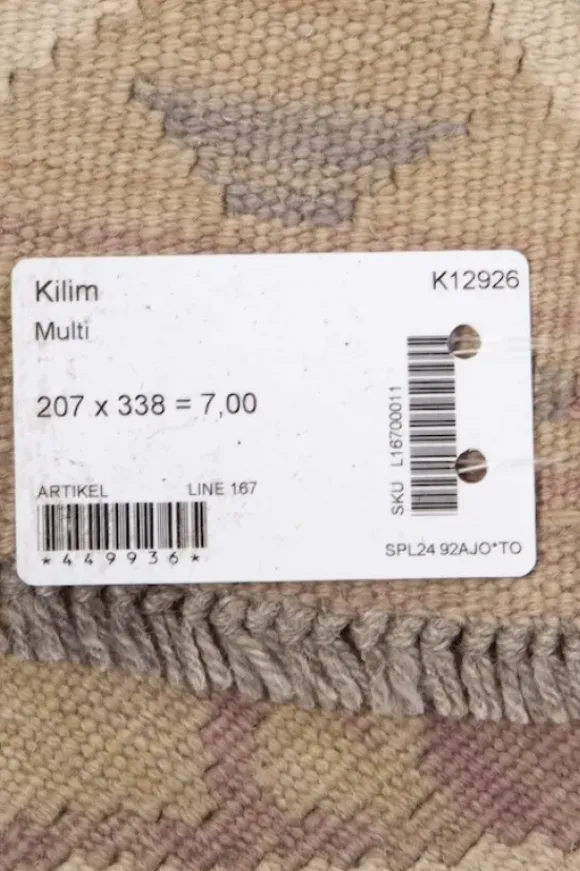 Kilim
K12926
Multi
207 x 338 = 7,00
ARTIKEL
LINE 167
*449936*
SKU L16700011
SPL24 92AJO*TO